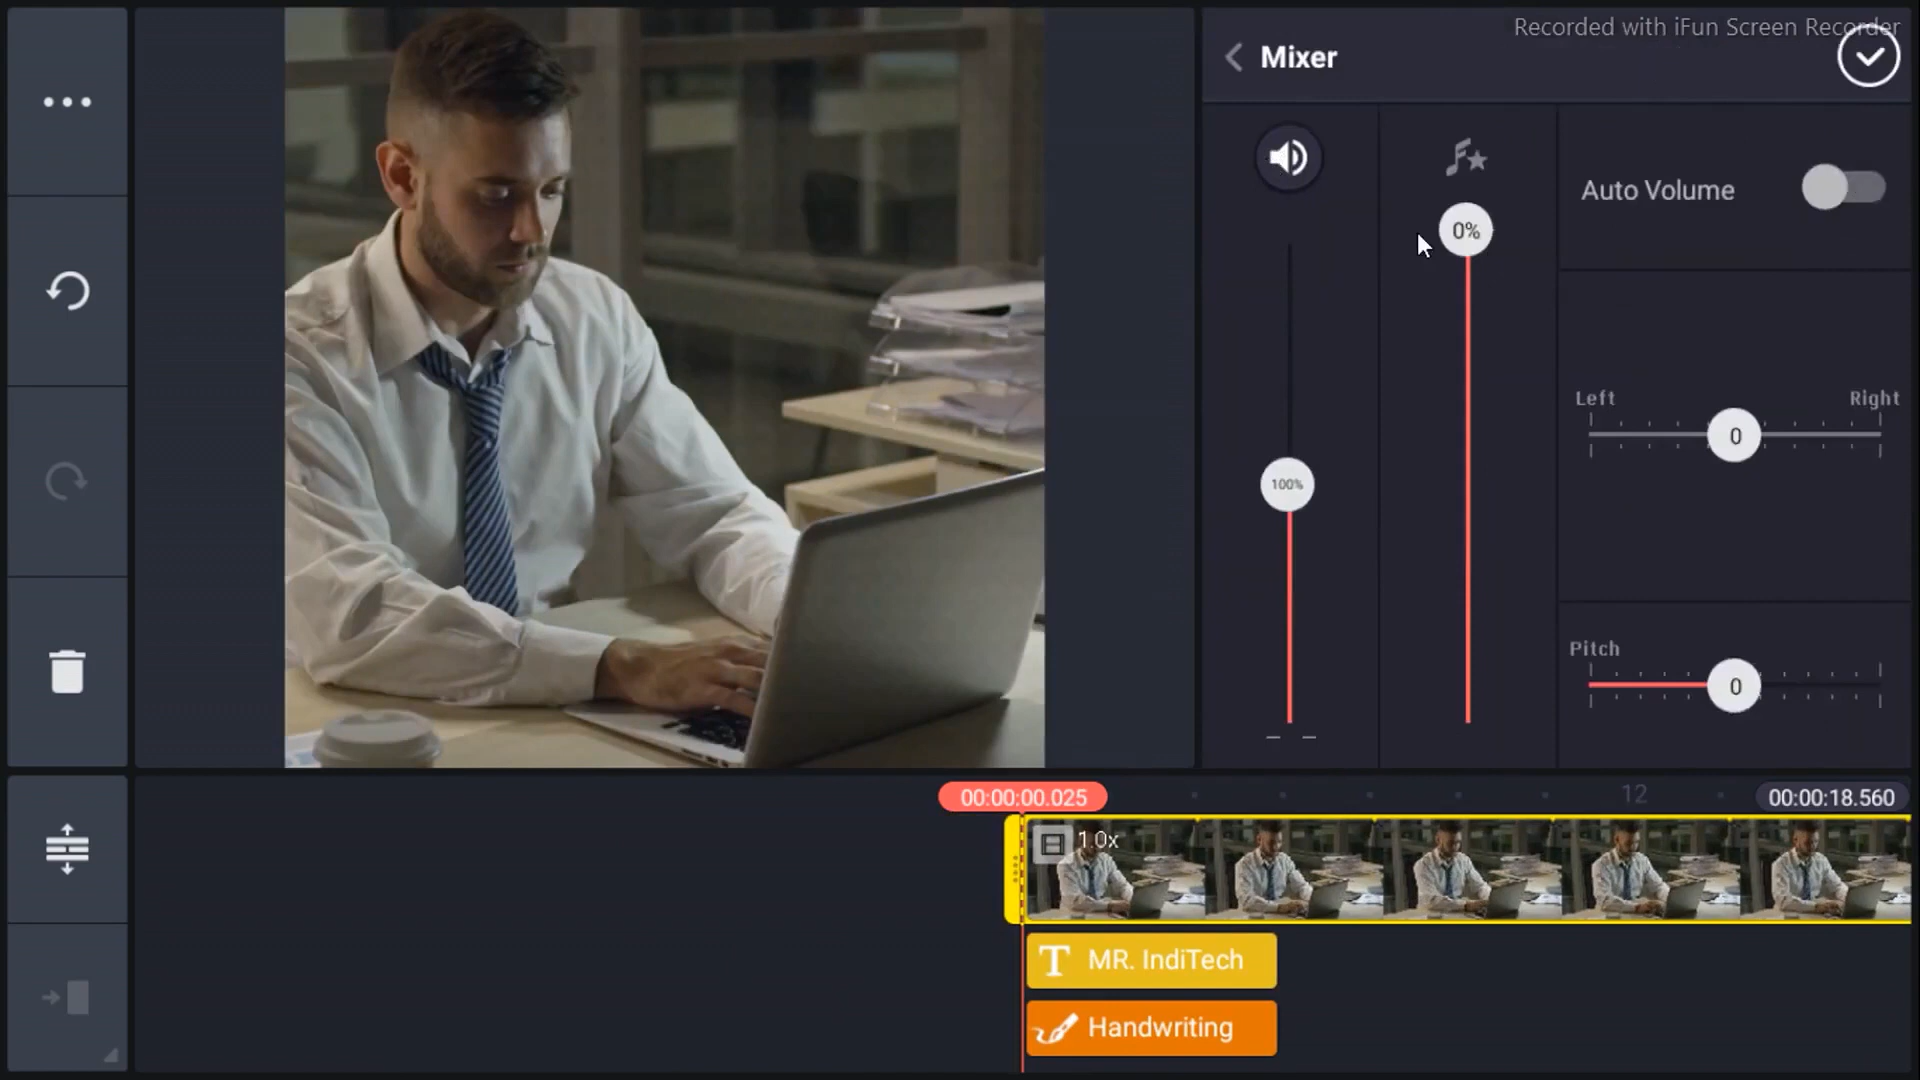 Recorded with iFun Screen Recorder
Mixer
Auto Volume
0%
Left
Right
0
100%
Pitch
0
00:00:00.025
12
00:00:18.560
1.0x
T MR. IndiTech
Handwriting